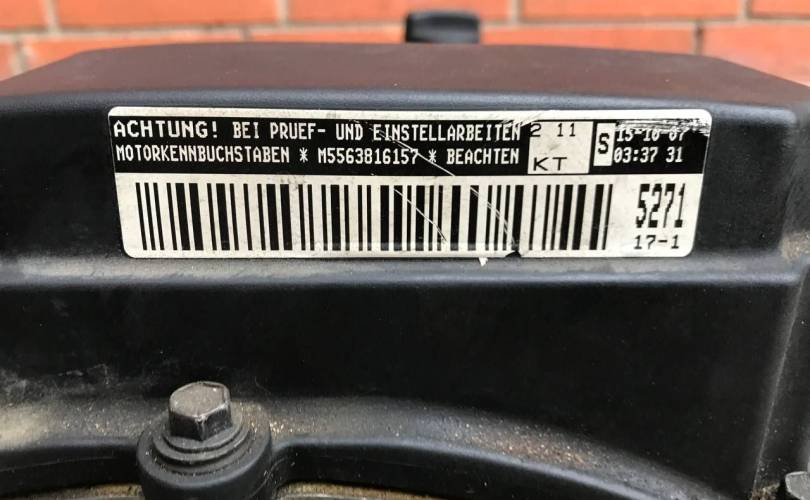 ACHTUNG! BEI PRUEF- UND EINSTELLARBEITEN
MOTORKENNBUCHSTABEN * M5563816157 * BEACHTEN
2 11
KT
S
15-10-07
03:37 31
5271
17-1